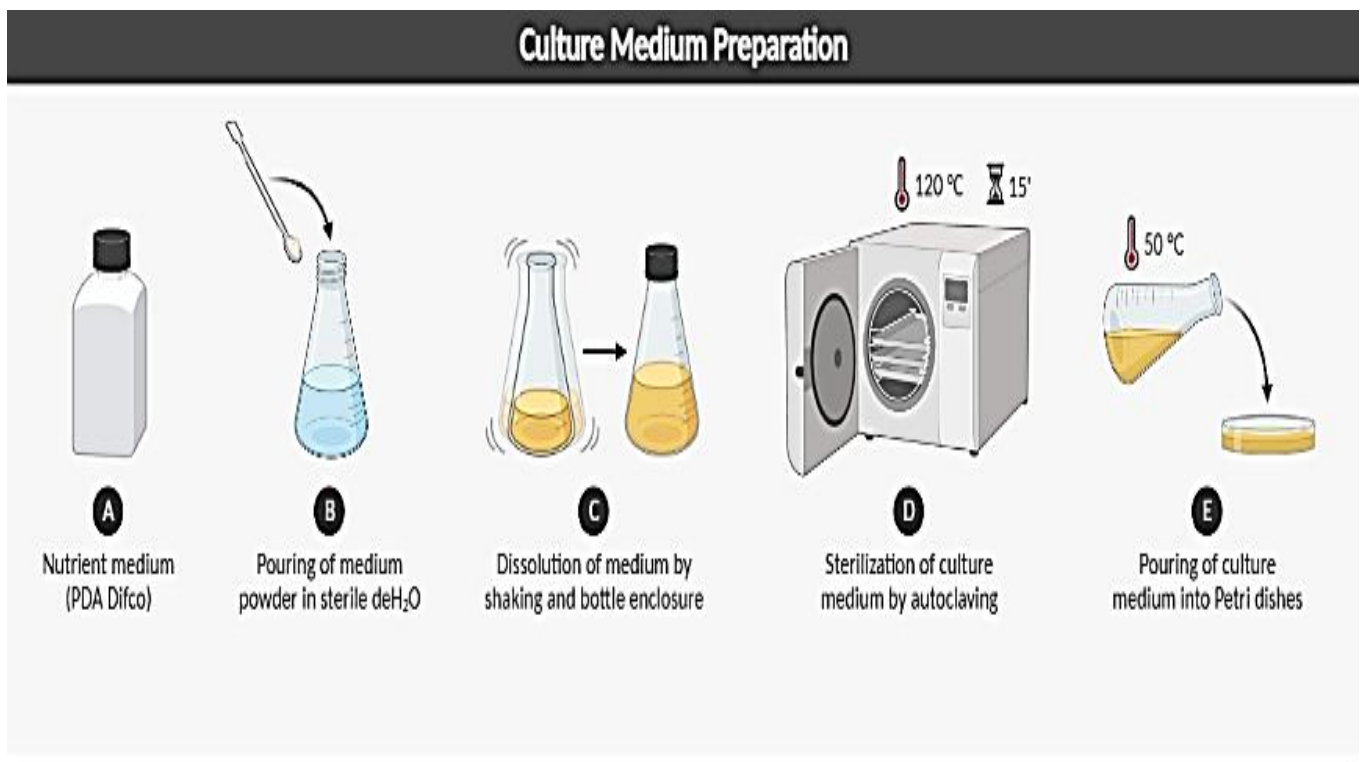 Culture Medium Preparation
120 °C 15'
50 °C
A
B
C
D
E
Nutrient medium
(PDA Difco)
Pouring of medium
powder in sterile deH₂O
Dissolution of medium by
shaking and bottle enclosure
Sterilization of culture
medium by autoclaving
Pouring of culture
medium into Petri dishes